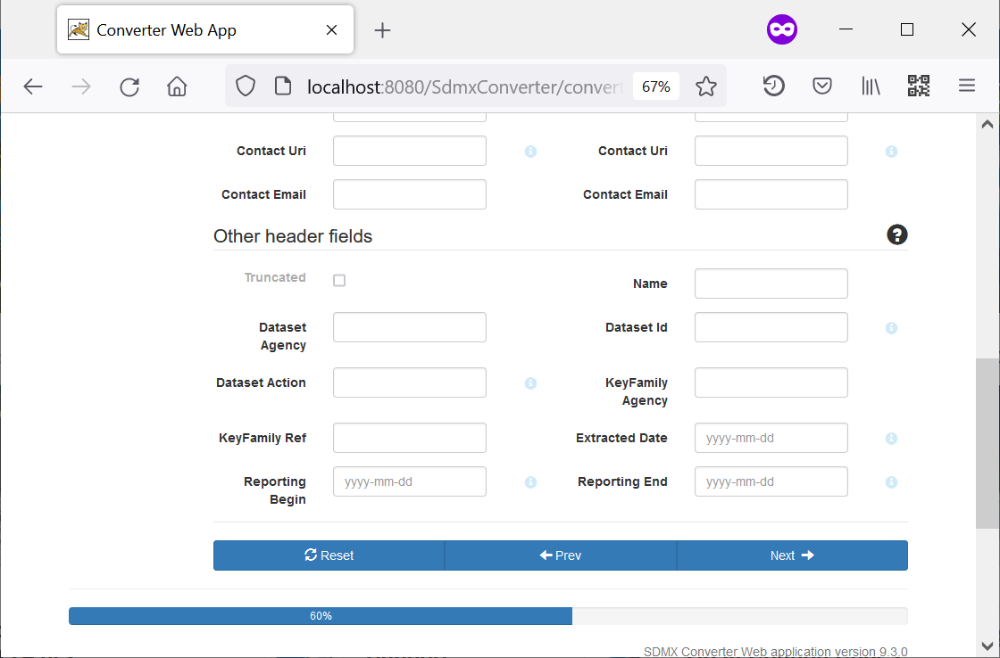 Converter Web App
localhost:8080/SdmxConverter/conver
67%
Contact Uri
Contact Uri
Contact Email
Contact Email
Other header fields
Truncated
Name
Dataset
Agency
Dataset Id
Dataset Action
KeyFamily
Agency
KeyFamily Ref
Extracted Date
yyyy-mm-dd
Reporting
Begin
yyyy-mm-dd
Reporting End
yyyy-mm-dd
Reset
Prev
Next
60%
SDMX Converter Web application version 9.3.0